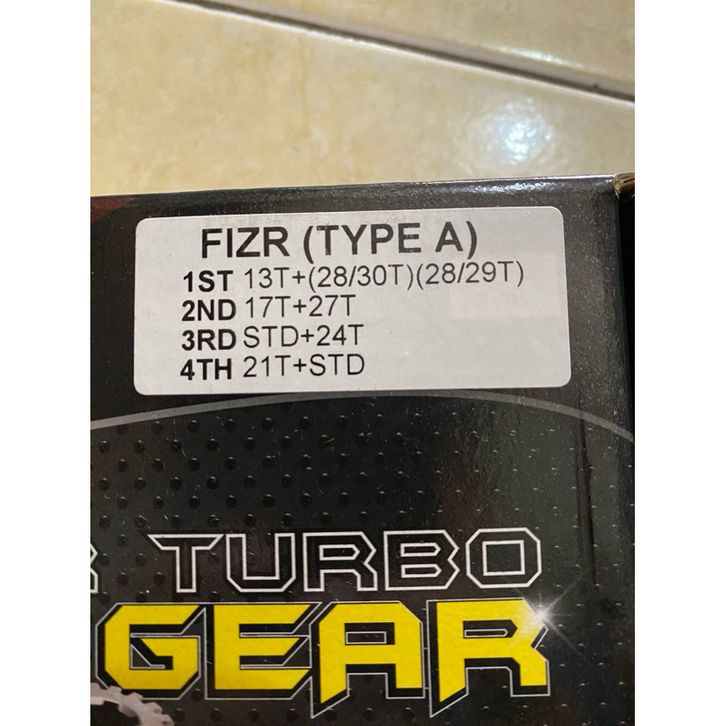 FIZR (TYPE A)
1ST 13T+(28/30T)(28/29T)
2ND 17T+27T
3RD STD+24T
4TH 21T+STD
TURBO
GEAR